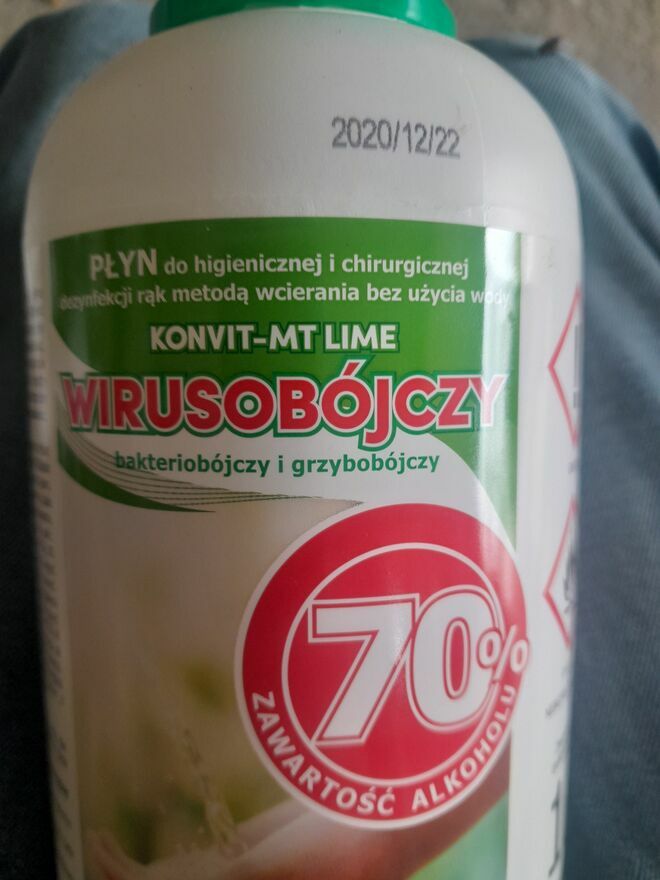 2020/12/22
PŁYN do higienicznej i chirurgicznej
dezynfekcji rąk metodą wcierania bez użycia wody
KONVIT-MT LIME
WIRUSOBÓJCZY
bakteriobójczy i grzybobójczy
70%
ZAWARTOŚĆ ALKOHOLU